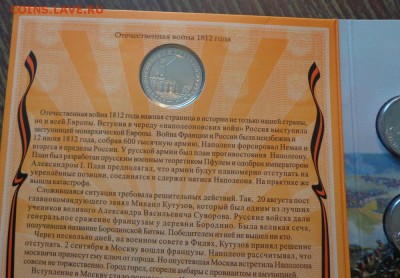 COINS.LAVE.RU
Отечественная война 1812 года
Отечественная война 1812 года важная страница в истории не только нашей страны,
но и всей Европы. Вступив в череду «наполеоновских войн» Россия выступила
заступницей монархической Европы. Война Франции и России была неизбежна и
12 июня 1812 года, собрав 600 тысячную армию, Наполеон форсировал Неман и
вторгся в пределы России. У русской армии был план противостояния Наполеону.
План был разработан прусским военным теоретиком Пфулем и одобрен императором
Александром I. План предполагал, что армии будут планомерно отступать на
укреплённые позиции, соединятся и сдержат натиск Наполеона. На практике же
вышла катастрофа.
Сложившаяся ситуация требовала решительных действий. Так, 20 августа пост
главнокомандующего занял Михаил Кутузов, который был одним из лучших
учеников великого Александра Васильевича Суворова. Русские войска дали
генеральное сражение французам у деревни Бородино. Была великая сеча,
получившая название Бородинской Битвы. Победителем её не вышел ни кто.
Через несколько дней, на военном совете в Филях, Кутузов принял решение
отступать. 2 сентября в Москву вошли французы. Наполеон рассчитывал, что
москвичи принесут ему ключ от города. Но опустевшая Москва встретила Наполеона
совсем не торжественно. Город горел, сгорели амбары с провиантом и амуницией.
Вступление в Москву стало